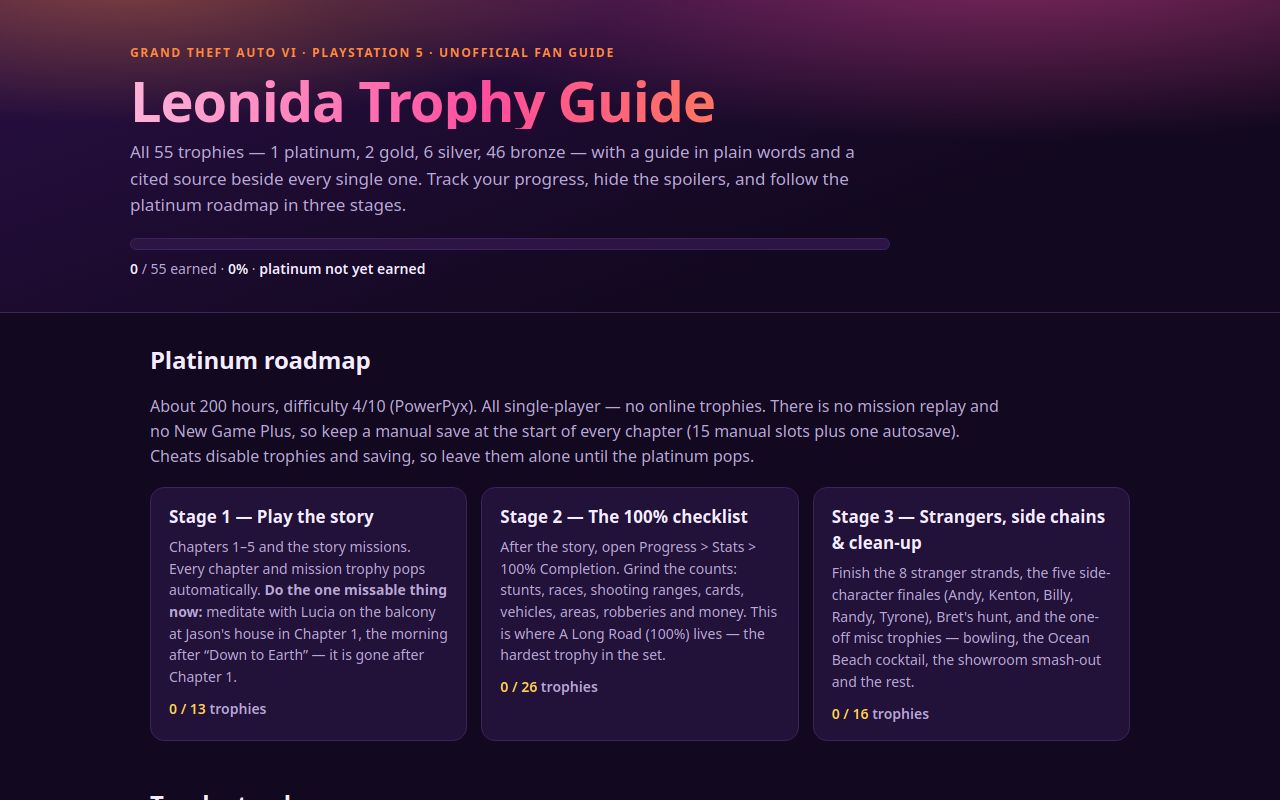 GRAND THEFT AUTO VI · PLAYSTATION 5 · UNOFFICIAL FAN GUIDE
Leonida Trophy Guide
All 55 trophies — 1 platinum, 2 gold, 6 silver, 46 bronze — with a guide in plain words and a
cited source beside every single one. Track your progress, hide the spoilers, and follow the
platinum roadmap in three stages.
0 / 55 earned · 0% · platinum not yet earned
Platinum roadmap
About 200 hours, difficulty 4/10 (PowerPyx). All single-player — no online trophies. There is no mission replay and
no New Game Plus, so keep a manual save at the start of every chapter (15 manual slots plus one autosave).
Cheats disable trophies and saving, so leave them alone until the platinum pops.
Stage 1 — Play the story
Chapters 1–5 and the story missions.
Every chapter and mission trophy pops
automatically. Do the one missable thing
now: meditate with Lucia on the balcony
at Jason's house in Chapter 1, the morning
after “Down to Earth” — it is gone after
Chapter 1.
0 / 13 trophies
Stage 2 — The 100% checklist
After the story, open Progress > Stats >
100% Completion. Grind the counts:
stunts, races, shooting ranges, cards,
vehicles, areas, robberies and money. This
is where A Long Road (100%) lives — the
hardest trophy in the set.
0 / 26 trophies
Stage 3 — Strangers, side chains
& clean-up
Finish the 8 stranger strands, the five side-
character finales (Andy, Kenton, Billy,
Randy, Tyrone), Bret's hunt, and the one-
off misc trophies — bowling, the Ocean
Beach cocktail, the showroom smash-out
and the rest.
0 / 16 trophies